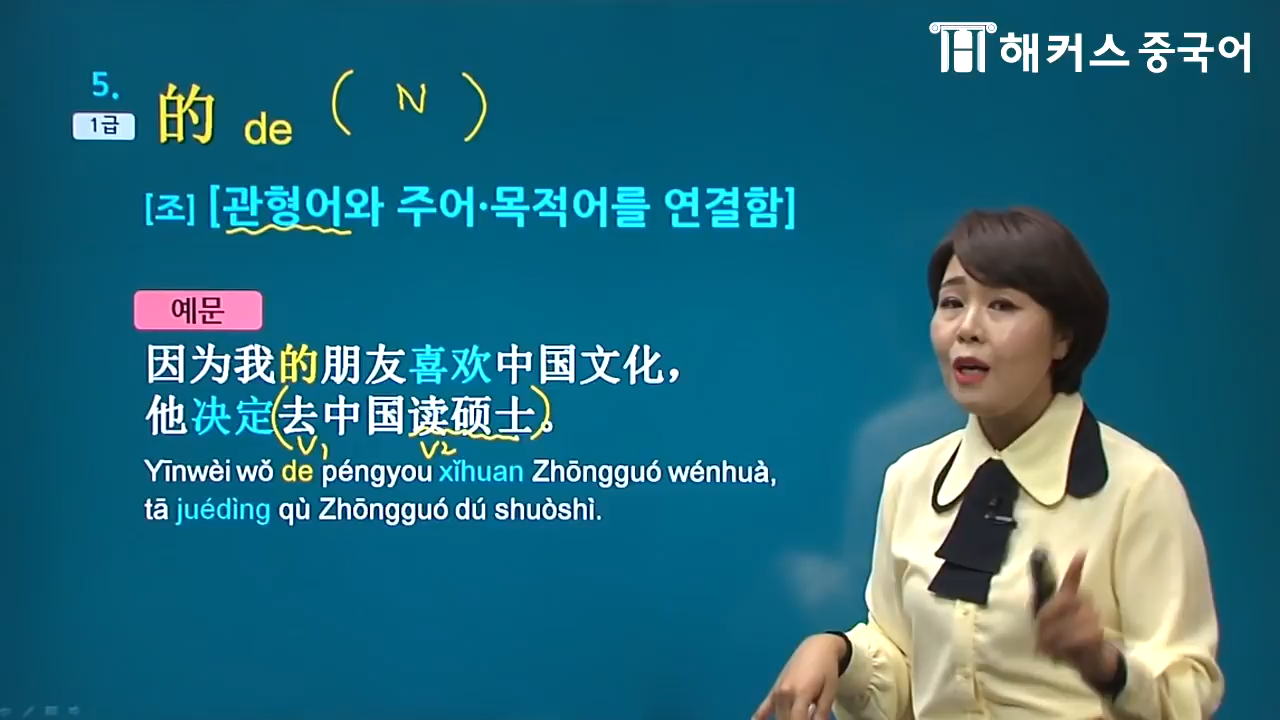 해커스 중국어
5.
1급
的 de ( N )
[조] [관형어와 주어·목적어를 연결함]
예문
因为我的朋友喜欢中国文化，
他决定(去中国读硕士)。
V1 V2
Yīnwèi wǒ de péngyou xǐhuan Zhōngguó wénhuà,
tā juédìng qù Zhōngguó dú shuòshì.